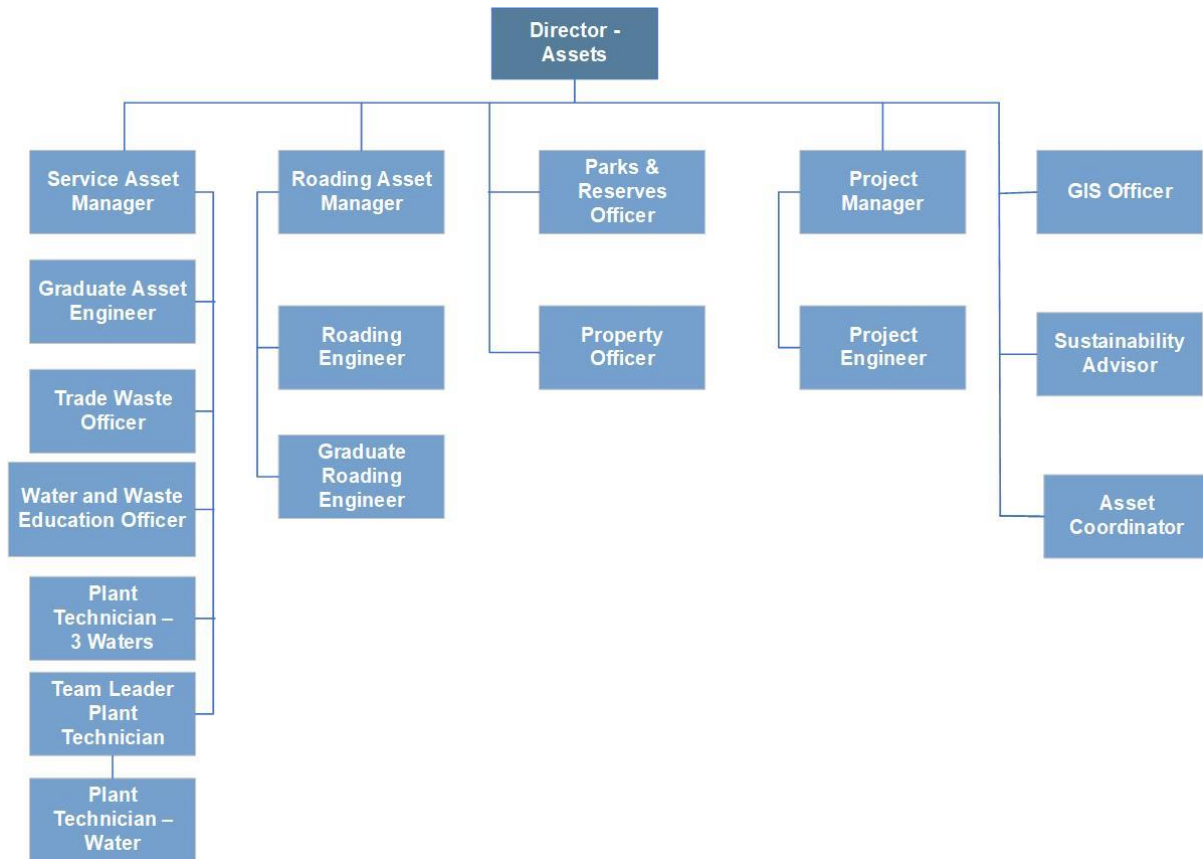 Director -
Assets
Service Asset
Manager
Roading Asset
Manager
Parks &
Reserves
Officer
Project
Manager
GIS Officer
Graduate Asset
Engineer
Roading
Engineer
Property
Officer
Project
Engineer
Sustainability
Advisor
Trade Waste
Officer
Graduate
Roading
Engineer
Water and Waste
Education Officer
Asset
Coordinator
Plant
Technician –
3 Waters
Team Leader
Plant
Technician
Plant
Technician –
Water